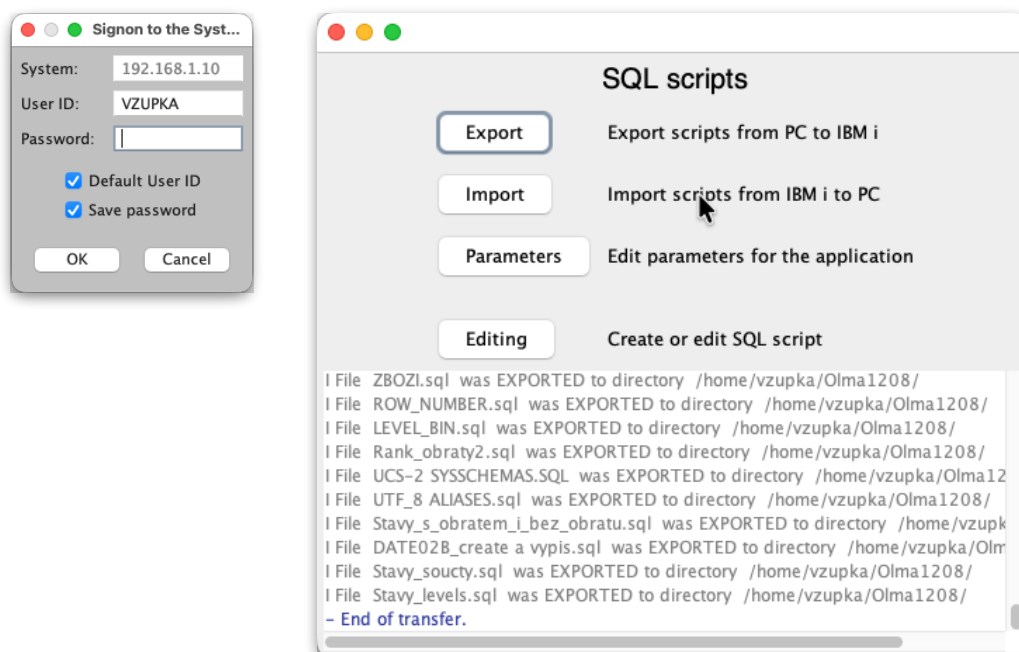 Signon to the Syst...
System: 192.168.1.10
User ID: VZUPKA
Password:
Default User ID
Save password
OK Cancel
SQL scripts
Export Export scripts from PC to IBM i
Import Import scripts from IBM i to PC
Parameters Edit parameters for the application
Editing Create or edit SQL script
I File ZBOZI.sql was EXPORTED to directory /home/vzupka/Olma1208/
I File ROW_NUMBER.sql was EXPORTED to directory /home/vzupka/Olma1208/
I File LEVEL_BIN.sql was EXPORTED to directory /home/vzupka/Olma1208/
I File Rank_obraty2.sql was EXPORTED to directory /home/vzupka/Olma1208/
I File UCS-2 SYSSCHEMAS.SQL was EXPORTED to directory /home/vzupka/Olma12
I File UTF_8 ALIASES.sql was EXPORTED to directory /home/vzupka/Olma1208/
I File Stavy_s_obratem_i_bez_obratu.sql was EXPORTED to directory /home/vzupk
I File DATE02B_create a vypis.sql was EXPORTED to directory /home/vzupka/Olm
I File Stavy_soucty.sql was EXPORTED to directory /home/vzupka/Olma1208/
I File Stavy_levels.sql was EXPORTED to directory /home/vzupka/Olma1208/
- End of transfer.